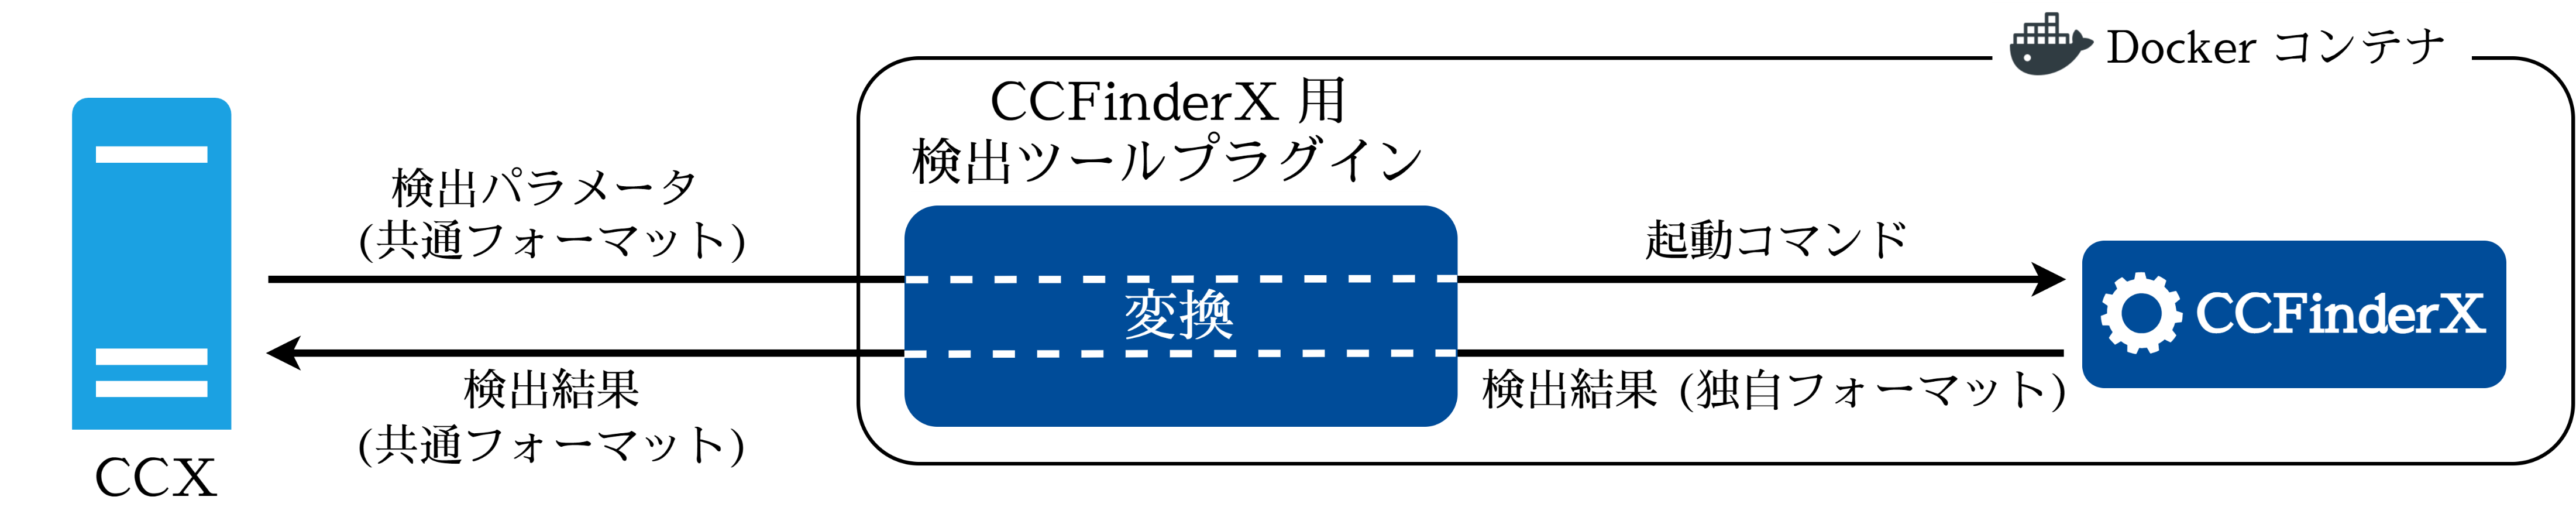 Docker コンテナ
CCFinderX 用
検出ツールプラグイン
検出パラメータ
(共通フォーマット)
起動コマンド
変換
CCFinderX
検出結果
(共通フォーマット)
検出結果 (独自フォーマット)
CCX